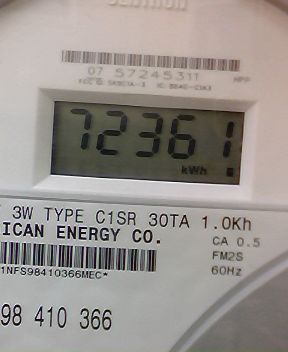 CENTRON
07 57245311
72361
kWh
3W TYPE C1SR 30TA 1.0Kh
ICAN ENERGY CO.
CA 0.5
FM2S
60Hz
1NFS98410366MEC*
98 410 366